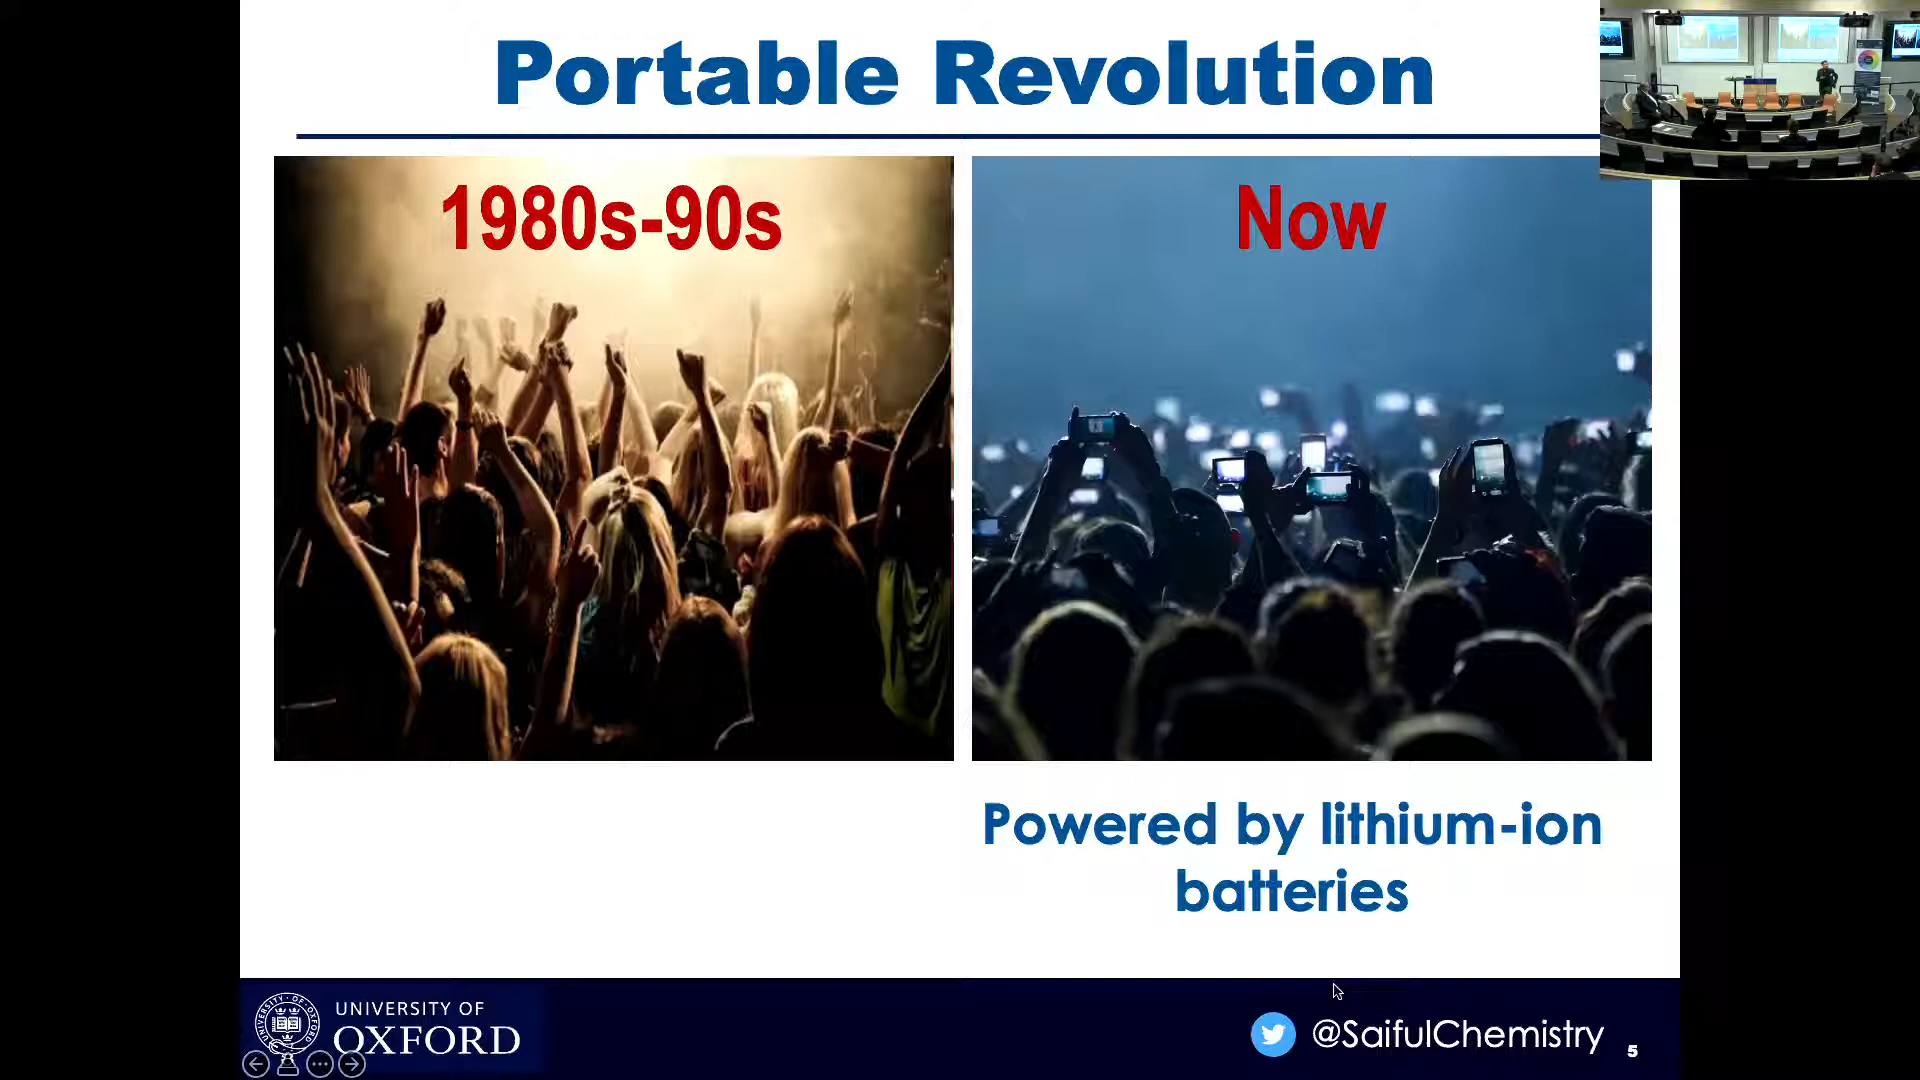 Portable Revolution
1980s-90s
Now
Powered by lithium-ion
batteries
UNIVERSITY OF
OXFORD
@SaifulChemistry
5